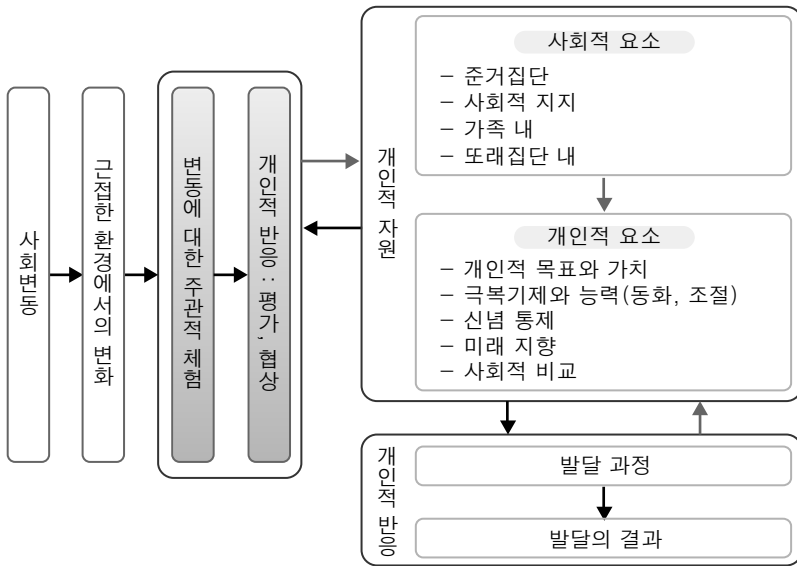 사회변동
근접한 환경에서의 변화
변동에 대한 주관적 체험
개인적 반응: 평가, 협상
개인적 자원
사회적 요소
– 준거집단
– 사회적 지지
– 가족 내
– 또래집단 내
개인적 요소
– 개인적 목표와 가치
– 극복기제와 능력(동화, 조절)
– 신념 통제
– 미래 지향
– 사회적 비교
개인적 반응
발달 과정
발달의 결과